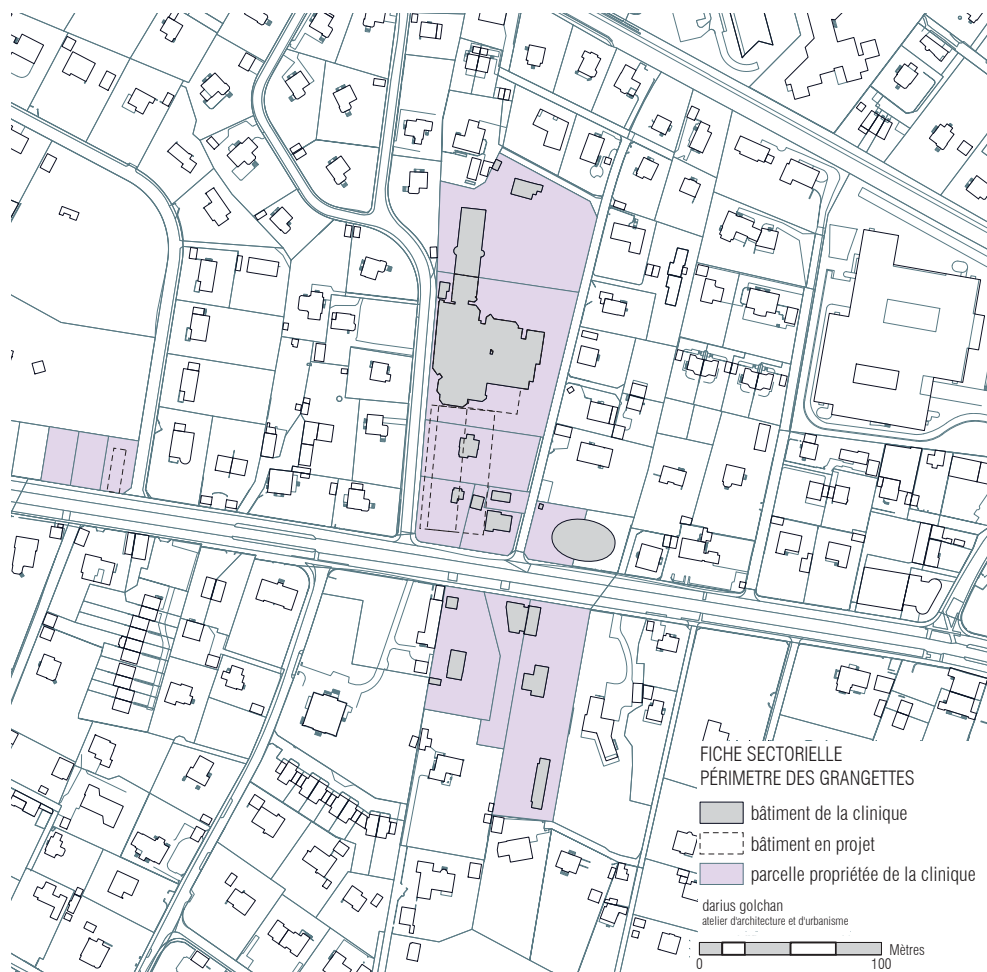 FICHE SECTORIELLE
PÉRIMETRE DES GRANGETTES
bâtiment de la clinique
bâtiment en projet
parcelle propriétée de la clinique
darius golchan
atelier d'architecture et d'urbanisme
Mètres
0 100